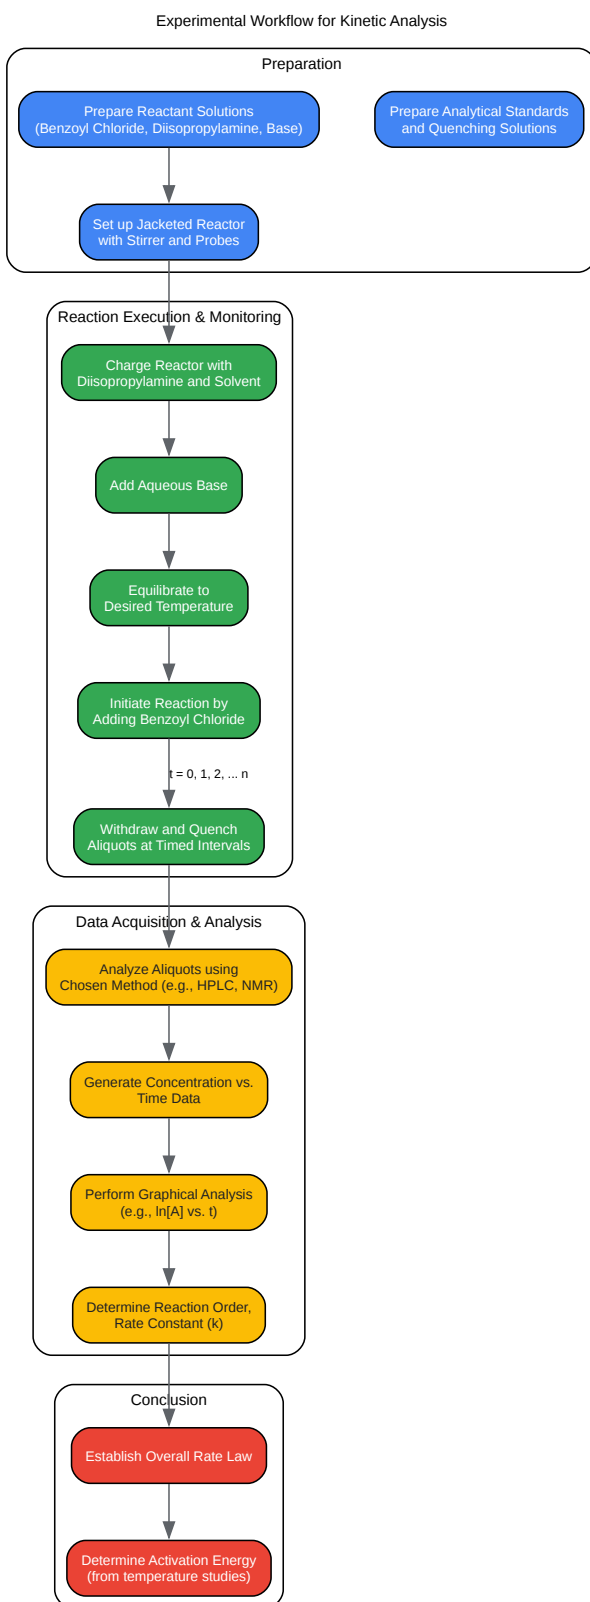 Experimental Workflow for Kinetic Analysis
Preparation
Prepare Reactant Solutions
(Benzoyl Chloride, Diisopropylamine, Base)
Prepare Analytical Standards
and Quenching Solutions
Set up Jacketed Reactor
with Stirrer and Probes
Reaction Execution & Monitoring
Charge Reactor with
Diisopropylamine and Solvent
Add Aqueous Base
Equilibrate to
Desired Temperature
Initiate Reaction by
Adding Benzoyl Chloride
t = 0, 1, 2, ... n
Withdraw and Quench
Aliquots at Timed Intervals
Data Acquisition & Analysis
Analyze Aliquots using
Chosen Method (e.g., HPLC, NMR)
Generate Concentration vs.
Time Data
Perform Graphical Analysis
(e.g., ln[A] vs. t)
Determine Reaction Order,
Rate Constant (k)
Conclusion
Establish Overall Rate Law
Determine Activation Energy
(from temperature studies)